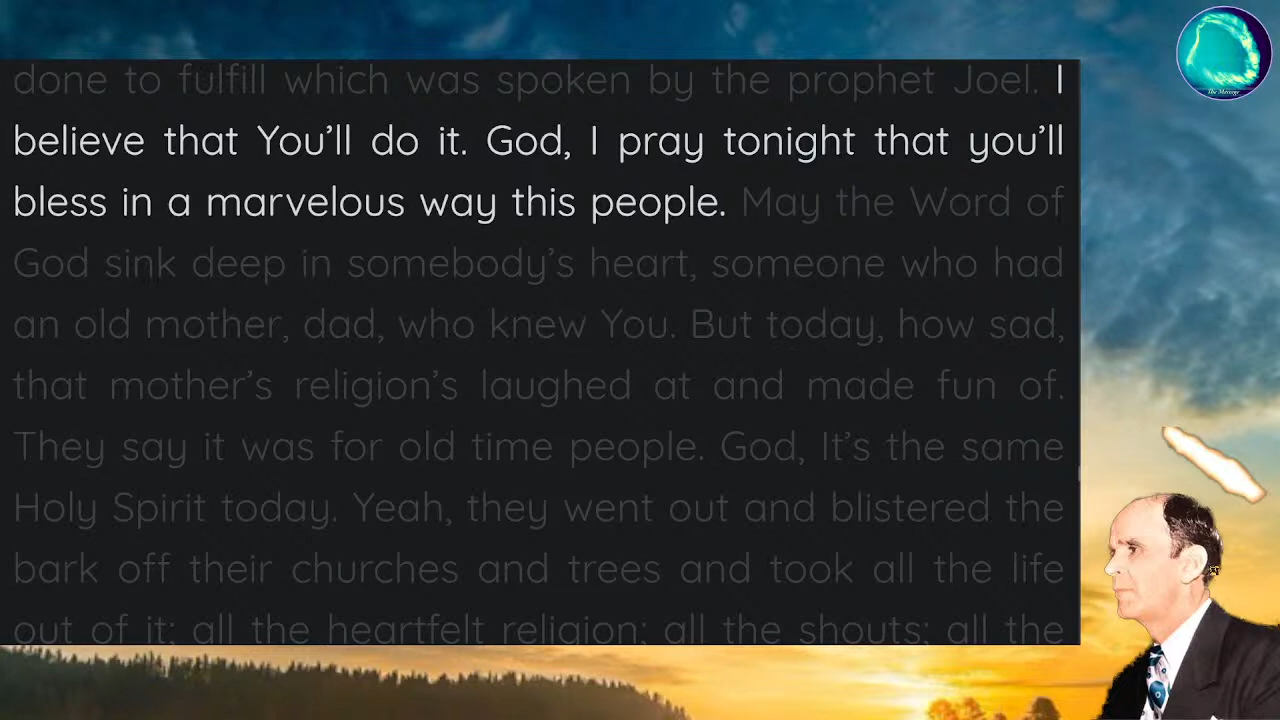 done to fulfill which was spoken by the prophet Joel. I
believe that You’ll do it. God, I pray tonight that you’ll
bless in a marvelous way this people. May the Word of
God sink deep in somebody’s heart, someone who had
an old mother, dad, who knew You. But today, how sad,
that mother’s religion’s laughed at and made fun of.
They say it was for old time people. God, It’s the same
Holy Spirit today. Yeah, they went out and blistered the
bark off their churches and trees and took all the life
out of it; all the heartfelt religion; all the shouts; all the
The Message